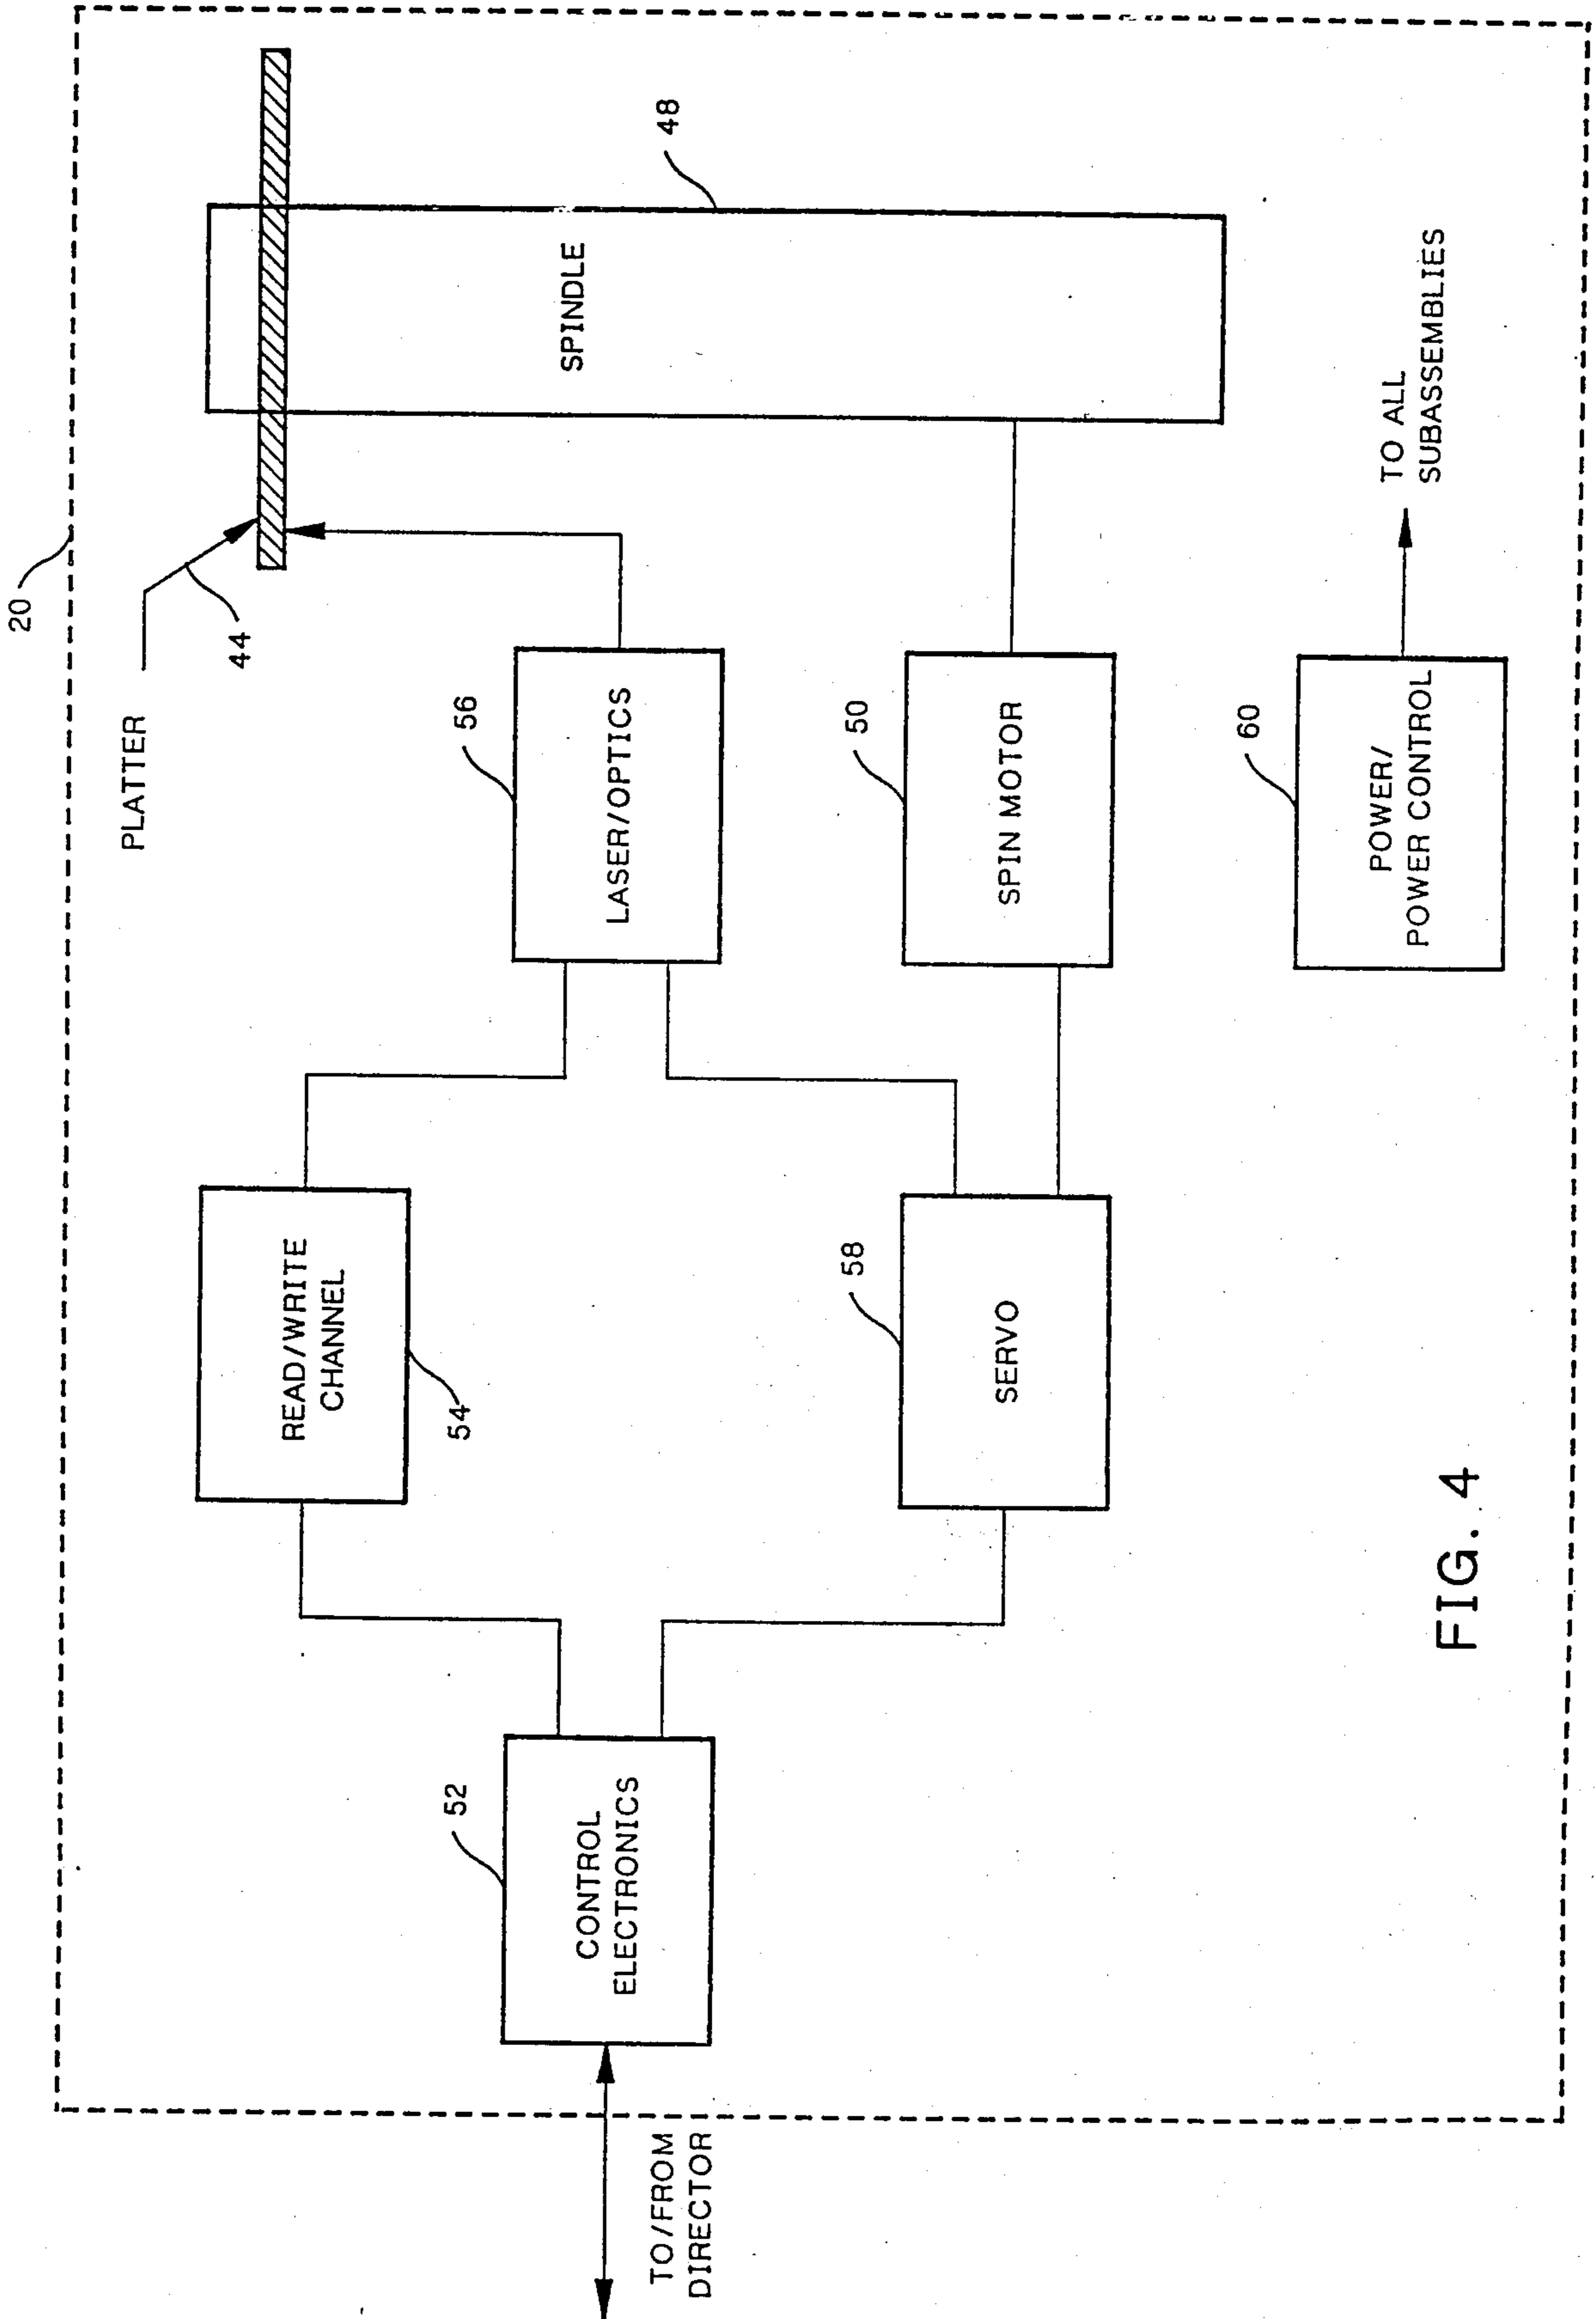 20
PLATTER
44
48
SPINDLE
56
LASER/OPTICS
READ/WRITE
CHANNEL
54
52
CONTROL
ELECTRONICS
TO/FROM
DIRECTOR
50
SPIN MOTOR
58
SERVO
60
POWER/
POWER CONTROL
TO ALL
SUBASSEMBLIES
FIG. 4